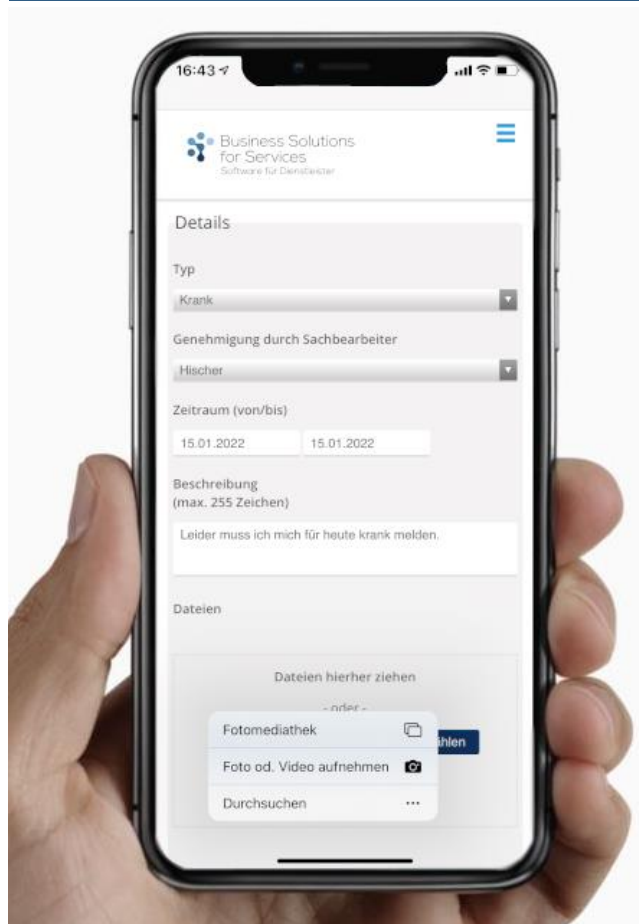 16:43
Business Solutions
for Services
Software für Dienstleister
Details
Typ
Krank
Genehmigung durch Sachbearbeiter
Hischer
Zeitraum (von/bis)
15.01.2022 15.01.2022
Beschreibung
(max. 255 Zeichen)
Leider muss ich mich für heute krank melden.
Dateien
Dateien hierher ziehen
- oder -
Fotomediathek
hlen
Foto od. Video aufnehmen
Durchsuchen